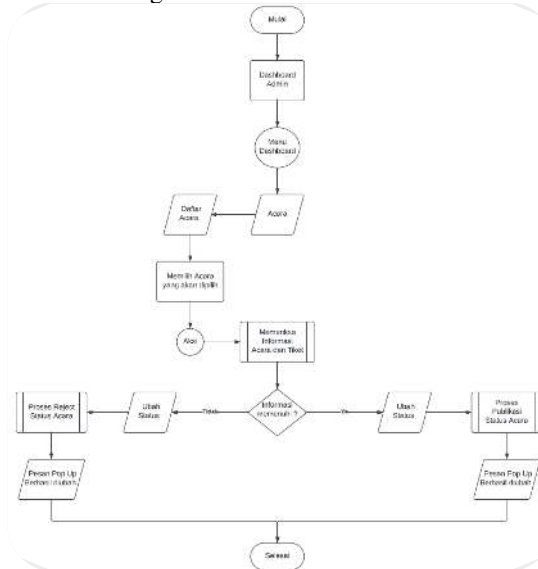 Mulai
Dashboard
Admin
Menu
Dashboard
Daftar
Acara
Acara
Memilih Acara
yang akan dipilih
Aksi
Memeriksa
Informasi
Acara dan Tiket
Proses Reject
Status Acara
Ubah
Status
Tidak
Informasi
memenuhi ?
Ya
Ubah
Status
Proses
Publikasi
Status Acara
Pesan Pop Up
Berhasil diubah
Pesan Pop Up
Berhasil diubah
Selesai